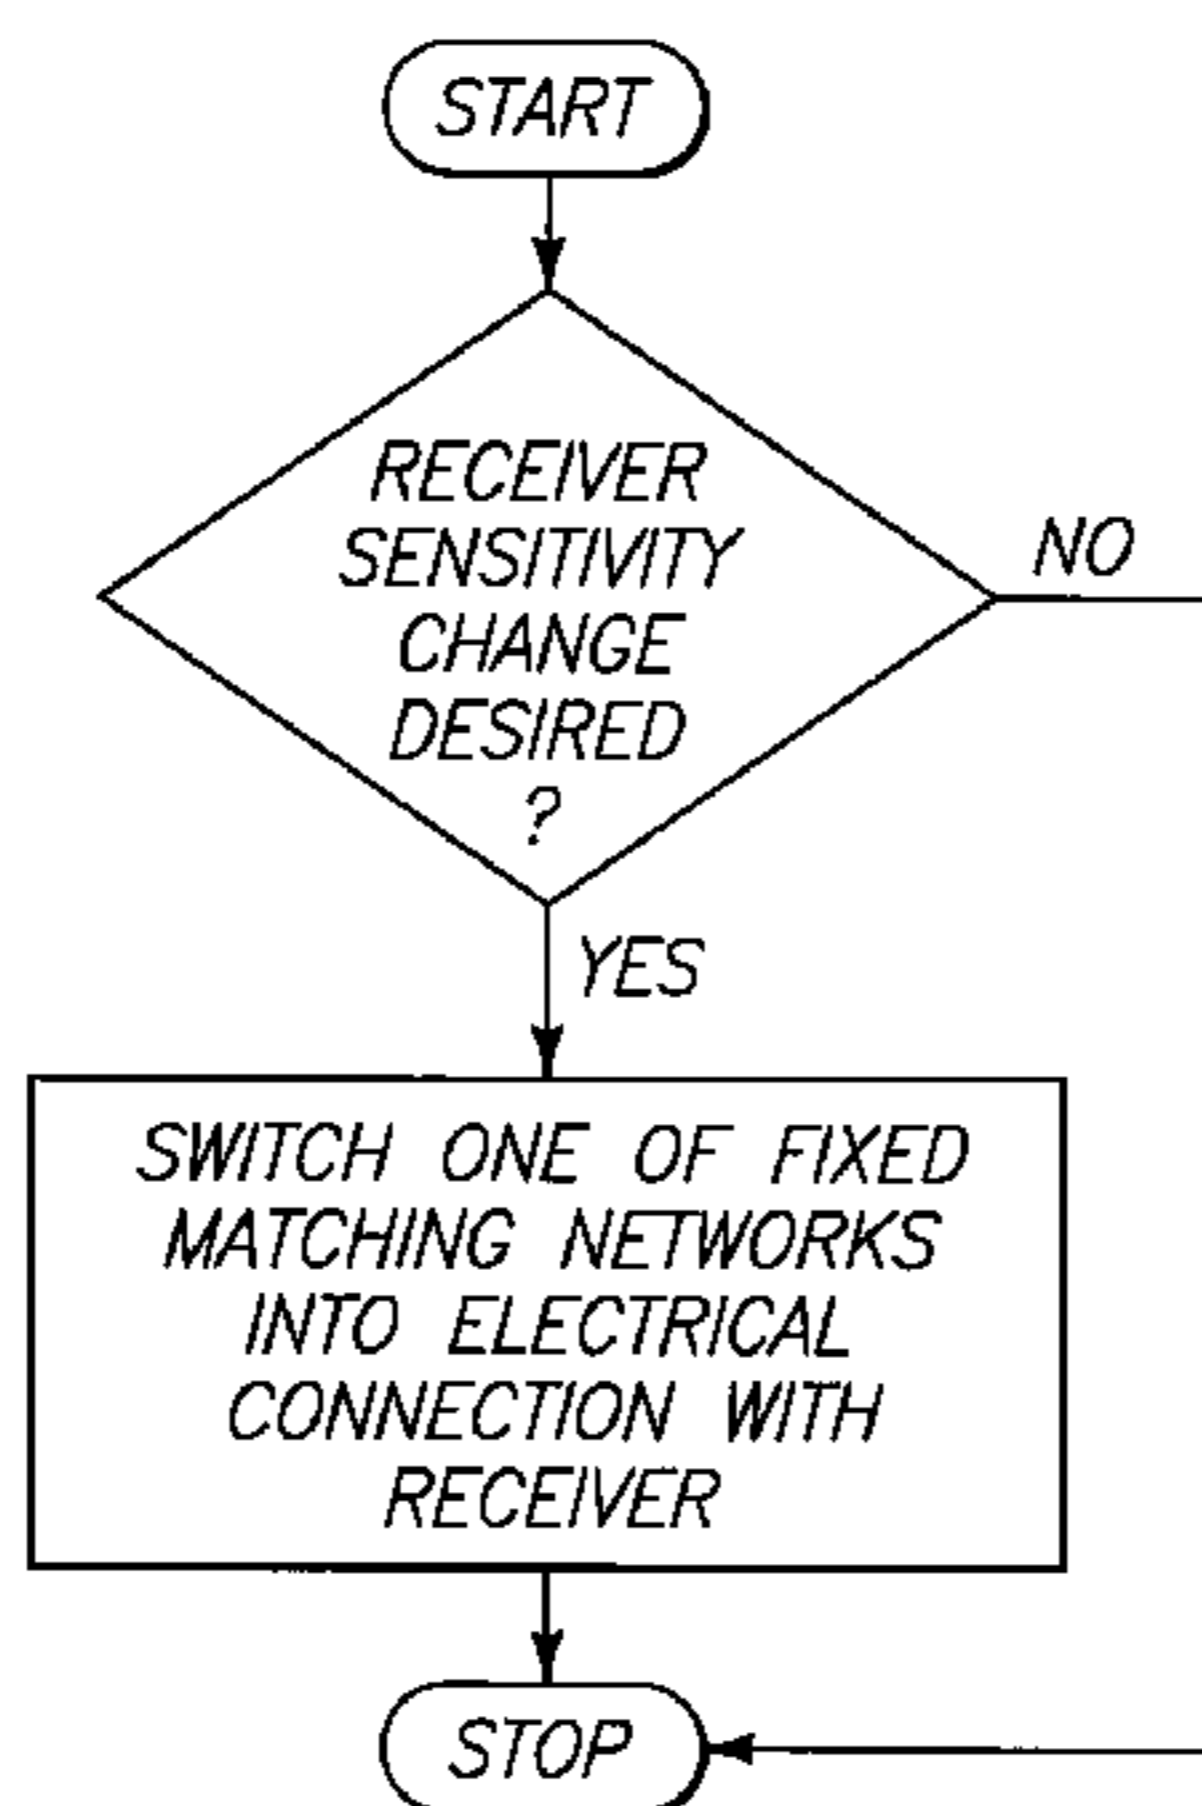 START
RECEIVER
SENSITIVITY
CHANGE
DESIRED
?
NO
YES
SWITCH ONE OF FIXED
MATCHING NETWORKS
INTO ELECTRICAL
CONNECTION WITH
RECEIVER
STOP